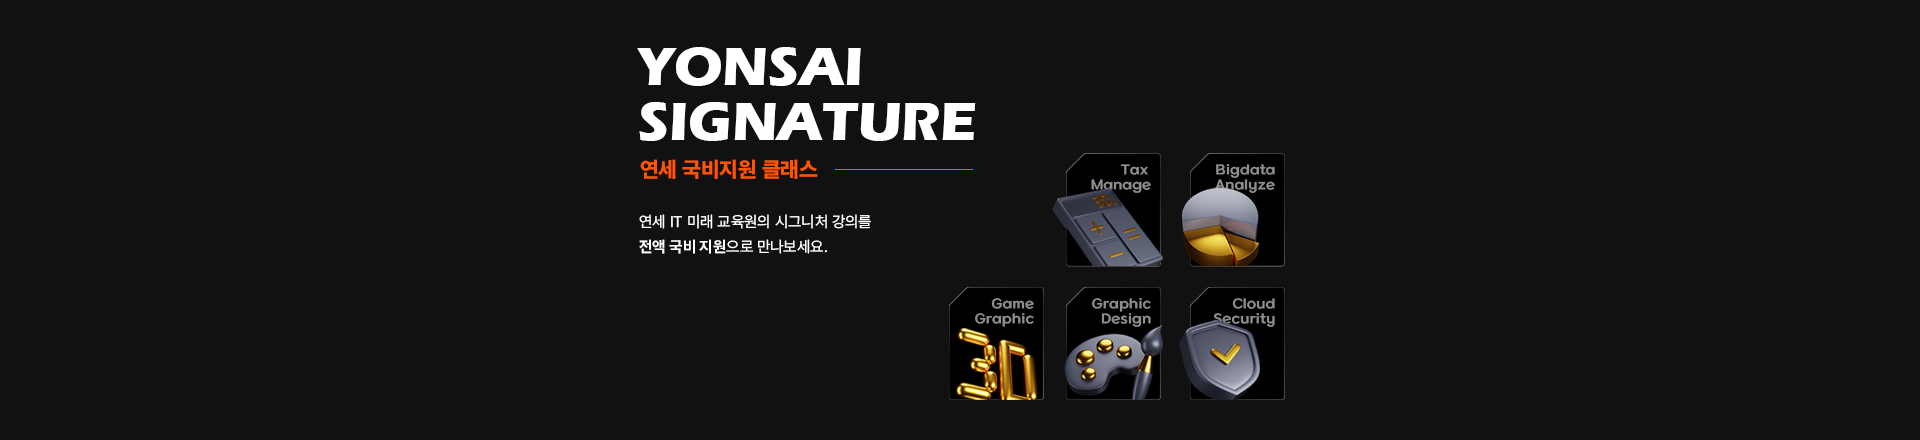 YONSAI
SIGNATURE
연세 국비지원 클래스
연세 IT 미래 교육원의 시그니처 강의를
전액 국비 지원으로 만나보세요.
Tax
Manage
Bigdata
Analyze
Game
Graphic
3D
Graphic
Design
Cloud
Security